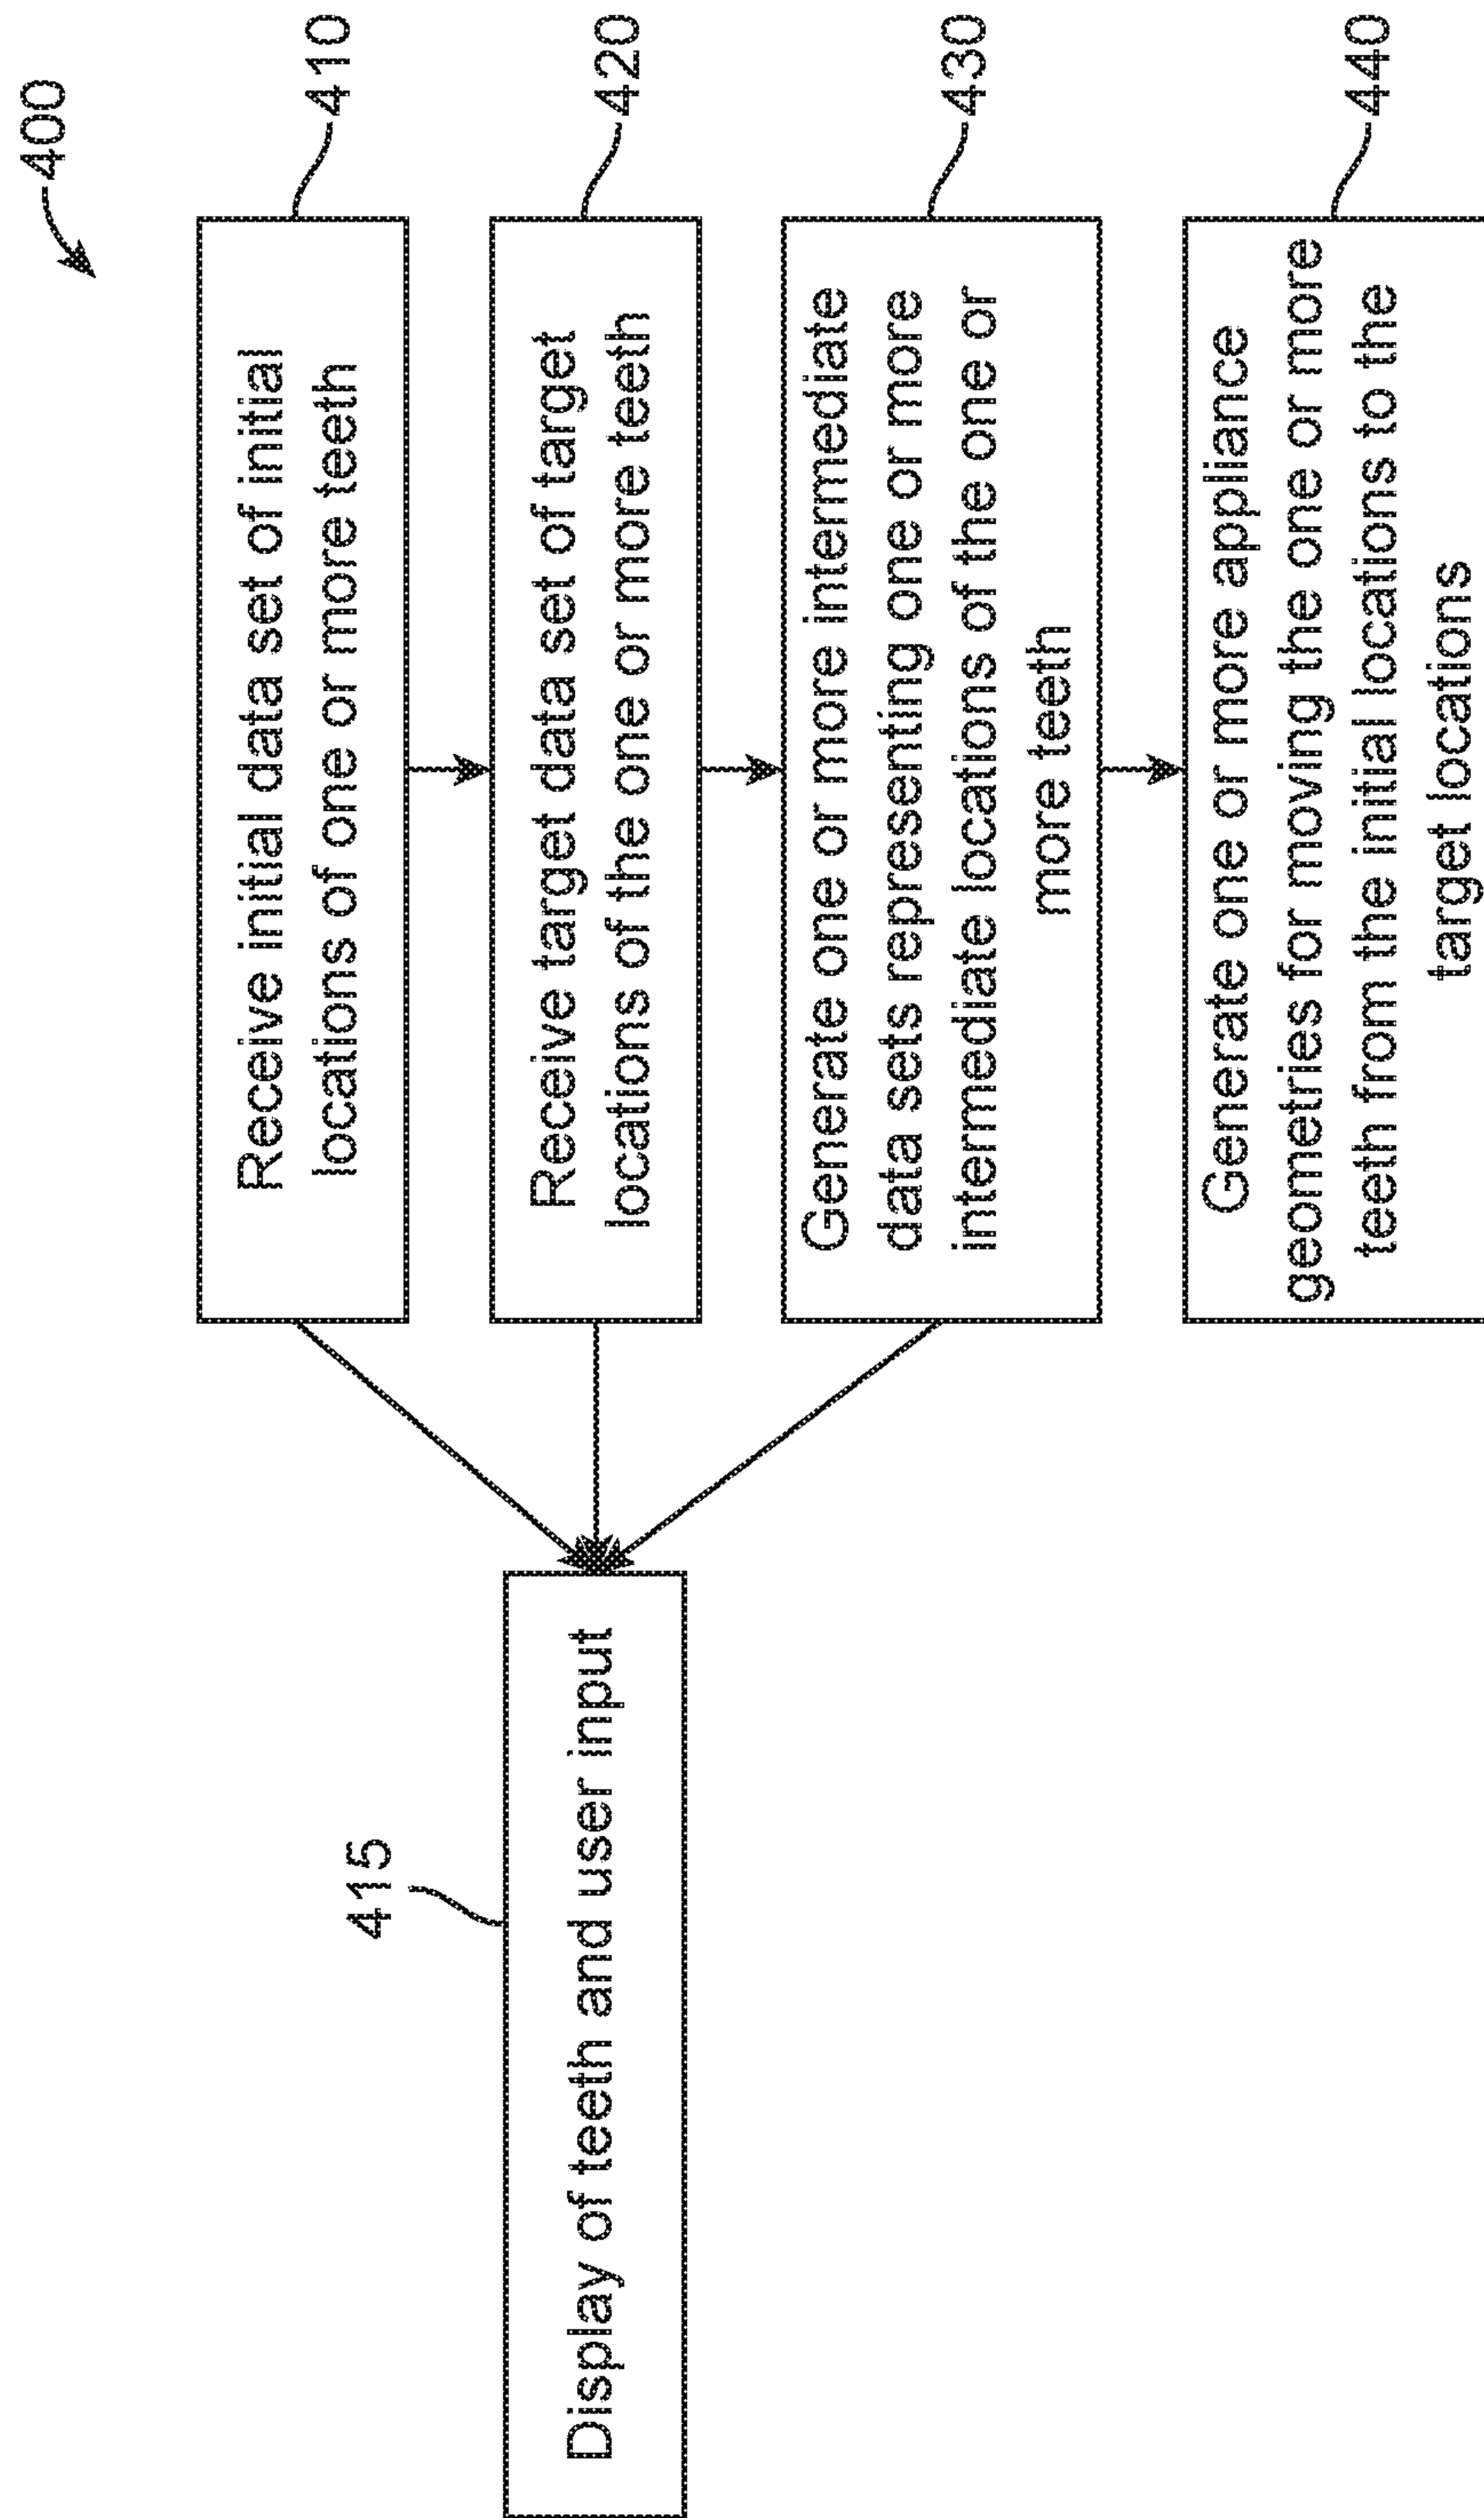 400
Receive initial data set of initial
locations of one or more teeth
410
415
Display of teeth and user input
Receive target data set of target
locations of the one or more teeth
420
Generate one or more intermediate
data sets representing one or more
intermediate locations of the one or
more teeth
430
Generate one or more appliance
geometries for moving the one or more
teeth from the initial locations to the
target locations
440